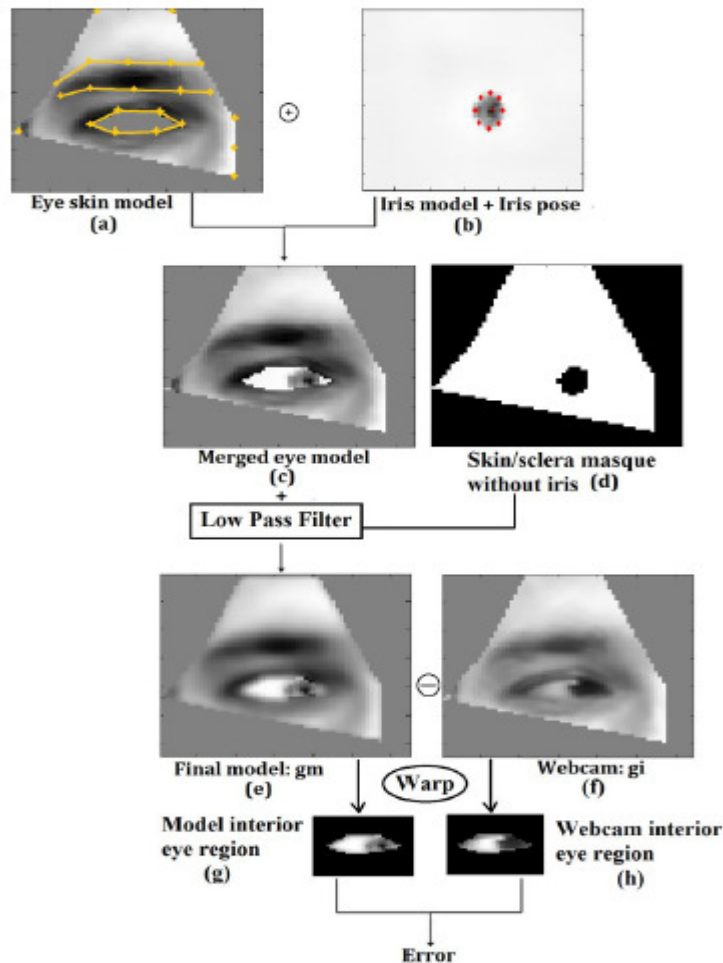 Eye skin model
(a)
Iris model + Iris pose
(b)
Merged eye model
(c)
+
Skin/sclera masque
without iris (d)
Low Pass Filter
Final model: gm
(e)
Warp
Webcam: gi
(f)
Model interior
eye region
(g)
Webcam interior
eye region
(h)
Error